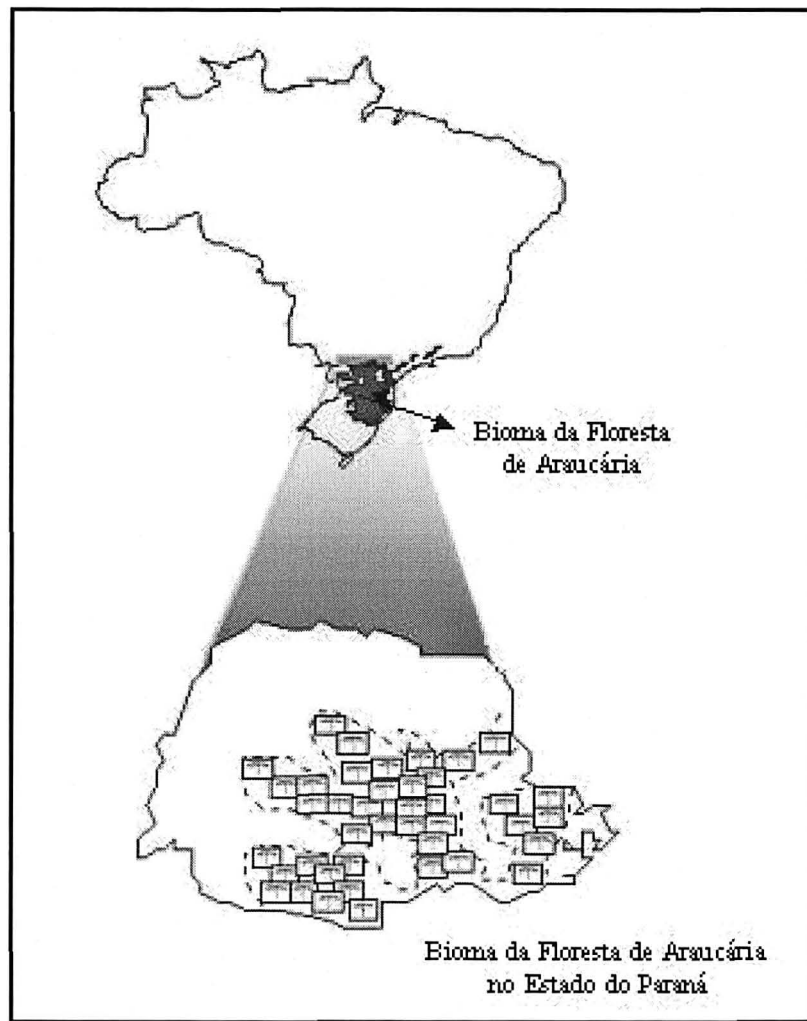 Bioma da Floresta
de Araucária
Bioma da Floresta de Araucária
no Estado do Paraná